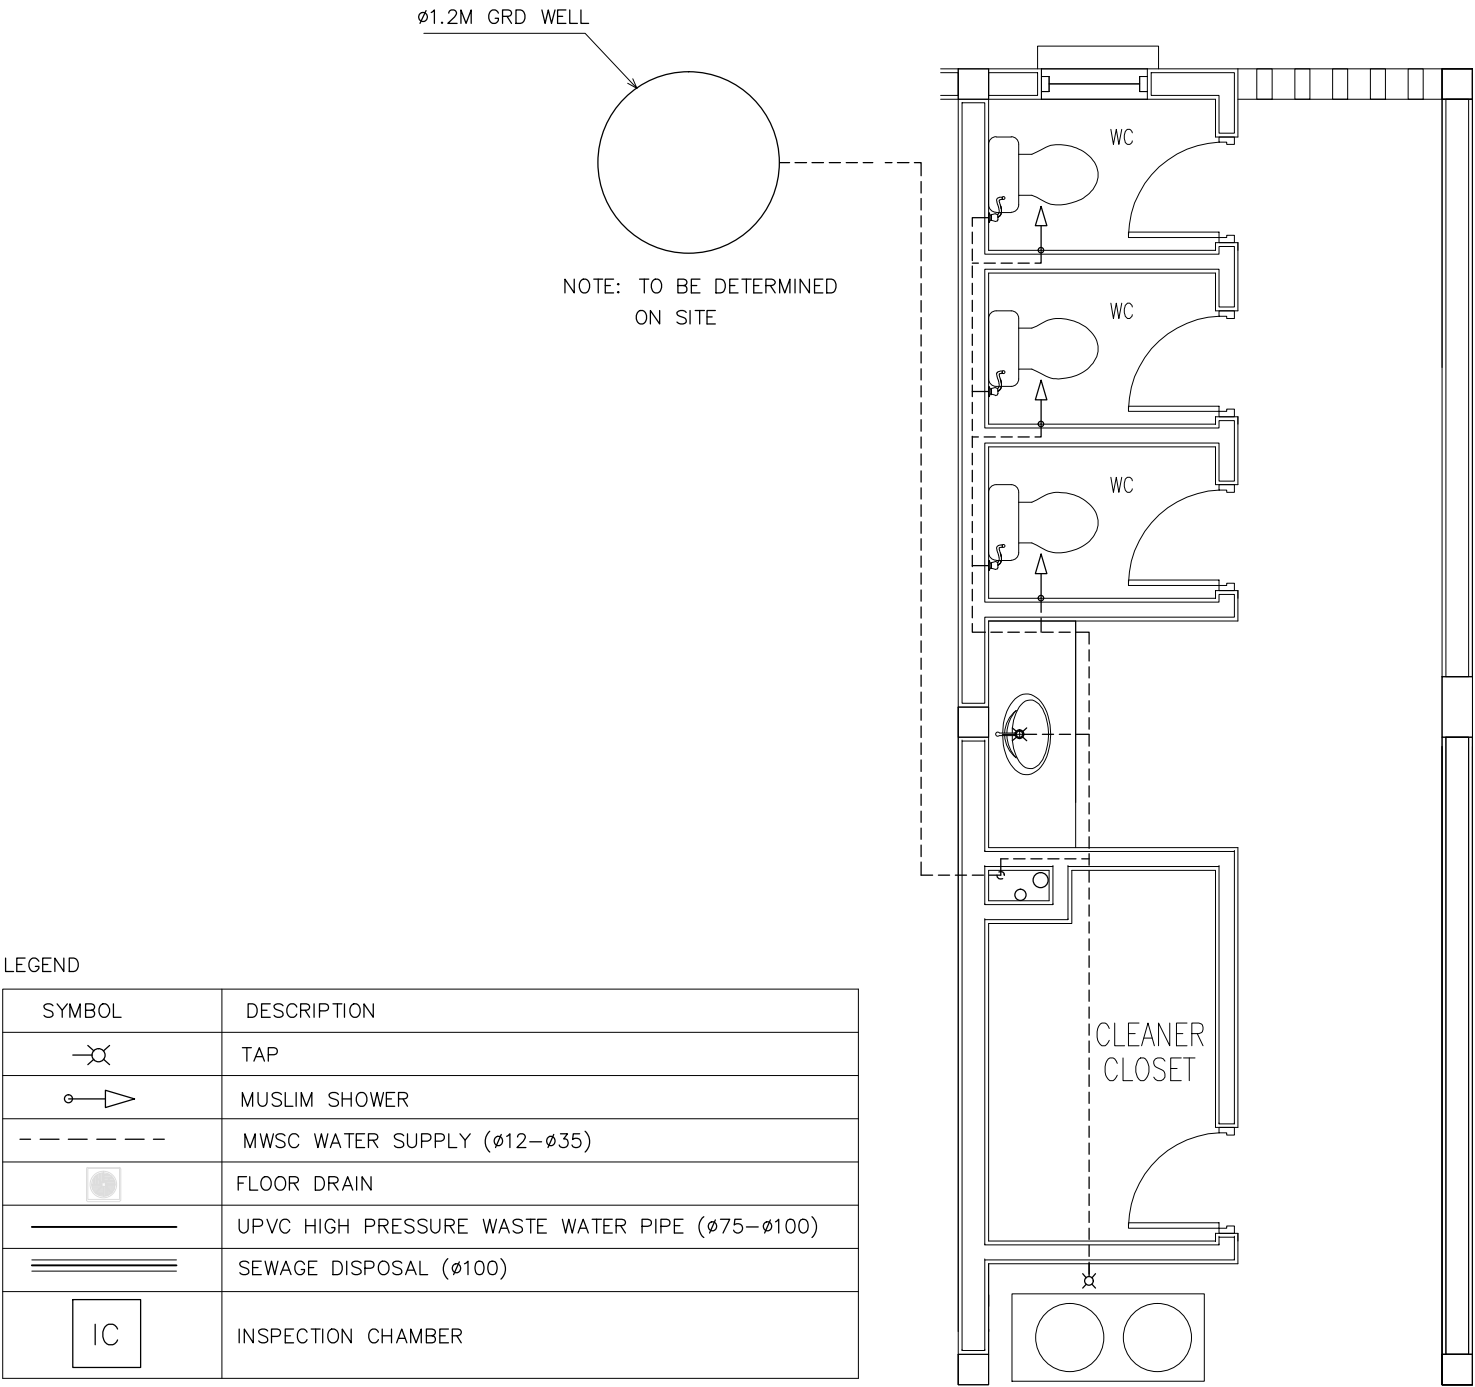 ø1.2M GRD WELL
NOTE: TO BE DETERMINED
ON SITE
WC
WC
WC
CLEANER
CLOSET
LEGEND
SYMBOL DESCRIPTION
TAP
MUSLIM SHOWER
MWSC WATER SUPPLY (ø12-ø35)
FLOOR DRAIN
UPVC HIGH PRESSURE WASTE WATER PIPE (ø75-ø100)
SEWAGE DISPOSAL (ø100)
IC INSPECTION CHAMBER